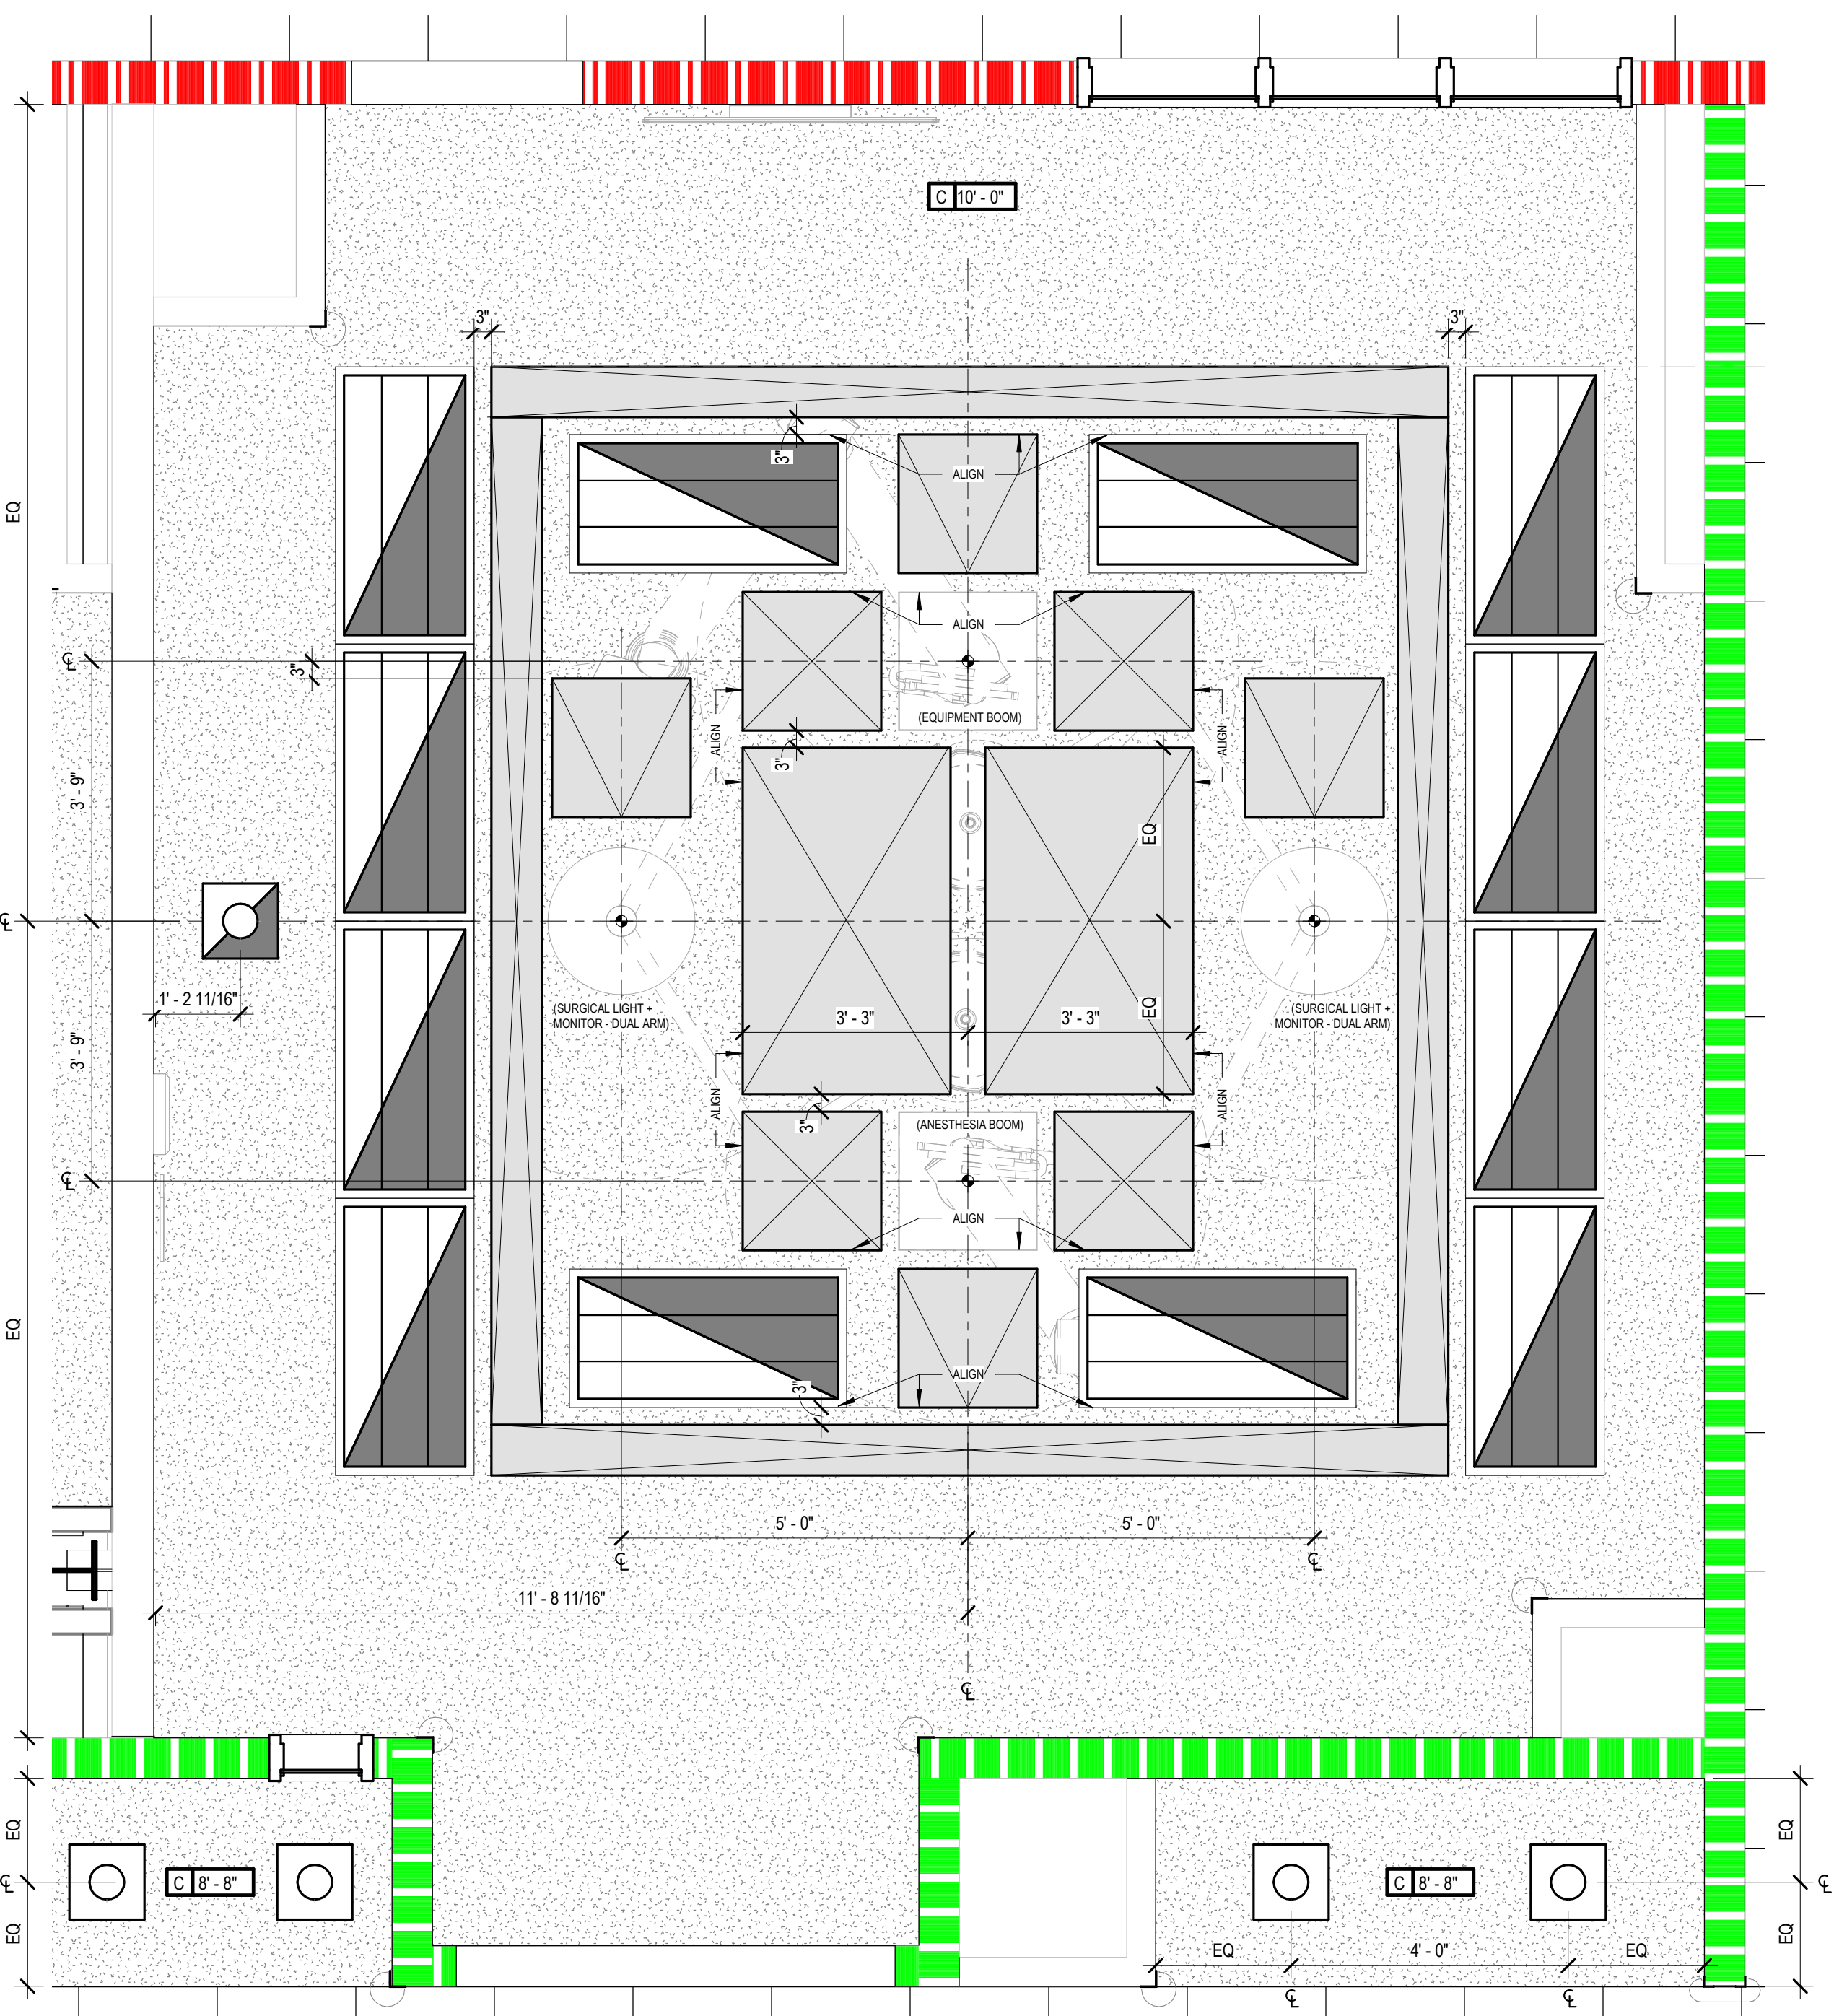 C 10' - 0"
3"
3"
3"
ALIGN
EQ
ALIGN
℄
3"
(EQUIPMENT BOOM)
ALIGN
ALIGN
3"
3' - 9"
EQ
℄
1' - 2 11/16"
(SURGICAL LIGHT +
MONITOR - DUAL ARM)
(SURGICAL LIGHT +
MONITOR - DUAL ARM)
3' - 3"
3' - 3"
EQ
3' - 9"
ALIGN
ALIGN
3"
(ANESTHESIA BOOM)
℄
ALIGN
EQ
3"
ALIGN
5' - 0"
5' - 0"
℄
℄
11' - 8 11/16"
℄
EQ
EQ
℄
C 8' - 8"
C 8' - 8"
℄
EQ
EQ
EQ
4' - 0"
EQ
℄
℄